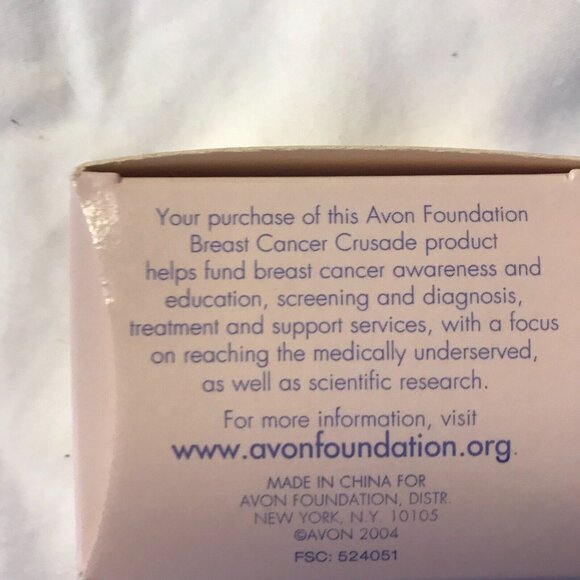 Your purchase of this Avon Foundation
Breast Cancer Crusade product
helps fund breast cancer awareness and
education, screening and diagnosis,
treatment and support services, with a focus
on reaching the medically underserved,
as well as scientific research.
For more information, visit
www.avonfoundation.org.
MADE IN CHINA FOR
AVON FOUNDATION, DISTR.
NEW YORK, N.Y. 10105
©AVON 2004
FSC: 524051